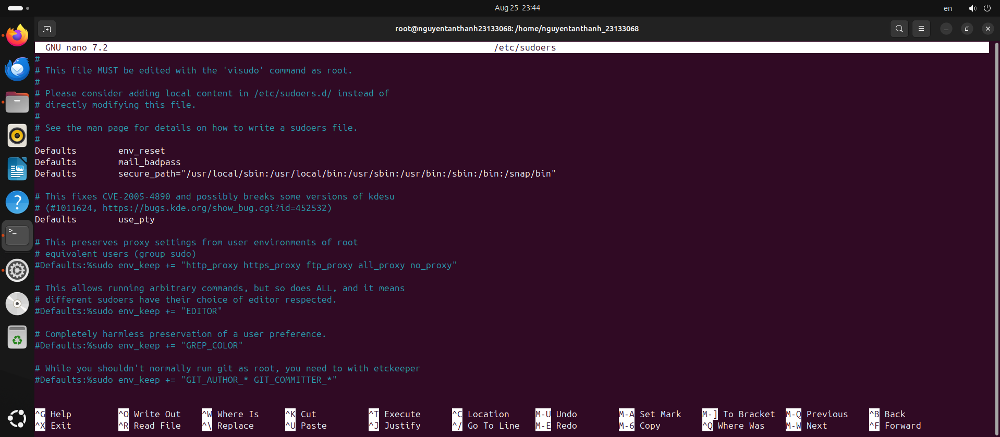 Aug 25 23:44
en
root@nguyentanthanh23133068: /home/nguyentanthanh_23133068
GNU nano 7.2 /etc/sudoers
#
# This file MUST be edited with the 'visudo' command as root.
#
# Please consider adding local content in /etc/sudoers.d/ instead of
# directly modifying this file.
#
# See the man page for details on how to write a sudoers file.
#
Defaults env_reset
Defaults mail_badpass
Defaults secure_path="/usr/local/sbin:/usr/local/bin:/usr/sbin:/usr/bin:/sbin:/bin:/snap/bin"
# This fixes CVE-2005-4890 and possibly breaks some versions of kdesu
# (#1011624, https://bugs.kde.org/show_bug.cgi?id=452532)
Defaults use_pty
# This preserves proxy settings from user environments of root
# equivalent users (group sudo)
#Defaults:%sudo env_keep += "http_proxy https_proxy ftp_proxy all_proxy no_proxy"
# This allows running arbitrary commands, but so does ALL, and it means
# different sudoers have their choice of editor respected.
#Defaults:%sudo env_keep += "EDITOR"
# Completely harmless preservation of a user preference.
#Defaults:%sudo env_keep += "GREP_COLOR"
# While you shouldn't normally run git as root, you need to with etckeeper
#Defaults:%sudo env_keep += "GIT_AUTHOR_* GIT_COMMITTER_*"
^G Help ^O Write Out ^W Where Is ^K Cut ^T Execute ^C Location M-U Undo M-A Set Mark M-] To Bracket M-Q Previous ^B Back
^X Exit ^R Read File ^\ Replace ^U Paste ^J Justify ^/ Go To Line M-E Redo M-6 Copy ^Q Where Was M-W Next ^F Forward